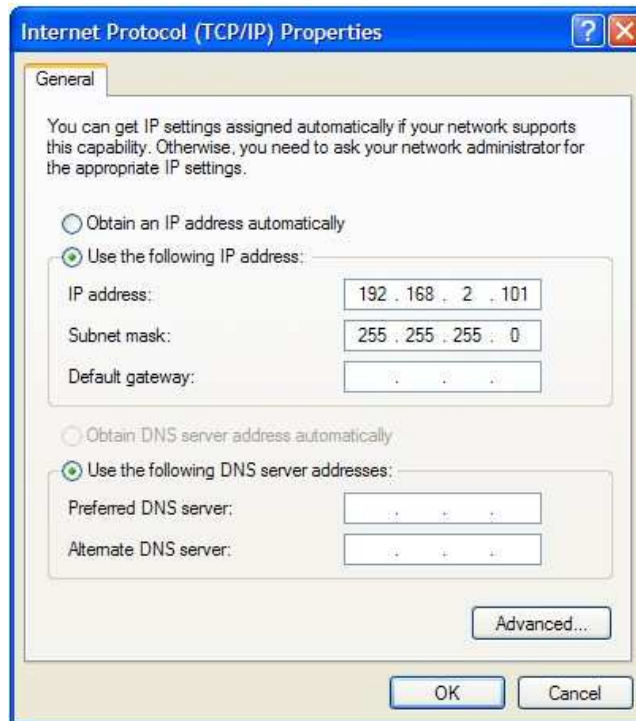 Internet Protocol (TCP/IP) Properties
General
You can get IP settings assigned automatically if your network supports
this capability. Otherwise, you need to ask your network administrator for
the appropriate IP settings.
Obtain an IP address automatically
Use the following IP address:
IP address: 192 . 168 . 2 . 101
Subnet mask: 255 . 255 . 255 . 0
Default gateway: . . .
Obtain DNS server address automatically
Use the following DNS server addresses:
Preferred DNS server: . . .
Alternate DNS server: . . .
Advanced...
OK Cancel